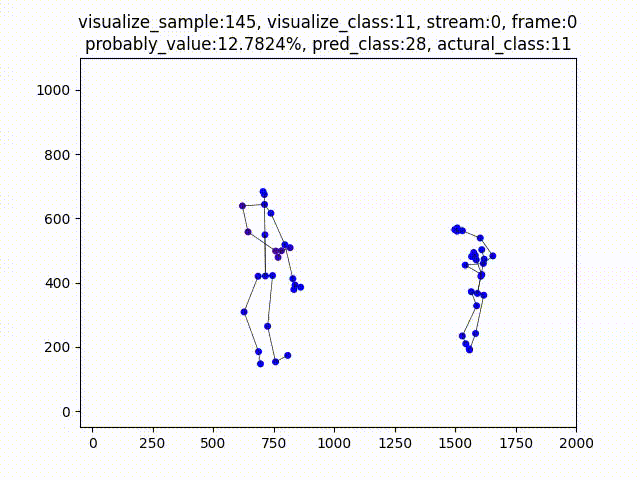 visualize_sample:145, visualize_class:11, stream:0, frame:0
probably_value:12.7824%, pred_class:28, actural_class:11
1000
800
600
400
200
0
0 250 500 750 1000 1250 1500 1750 2000